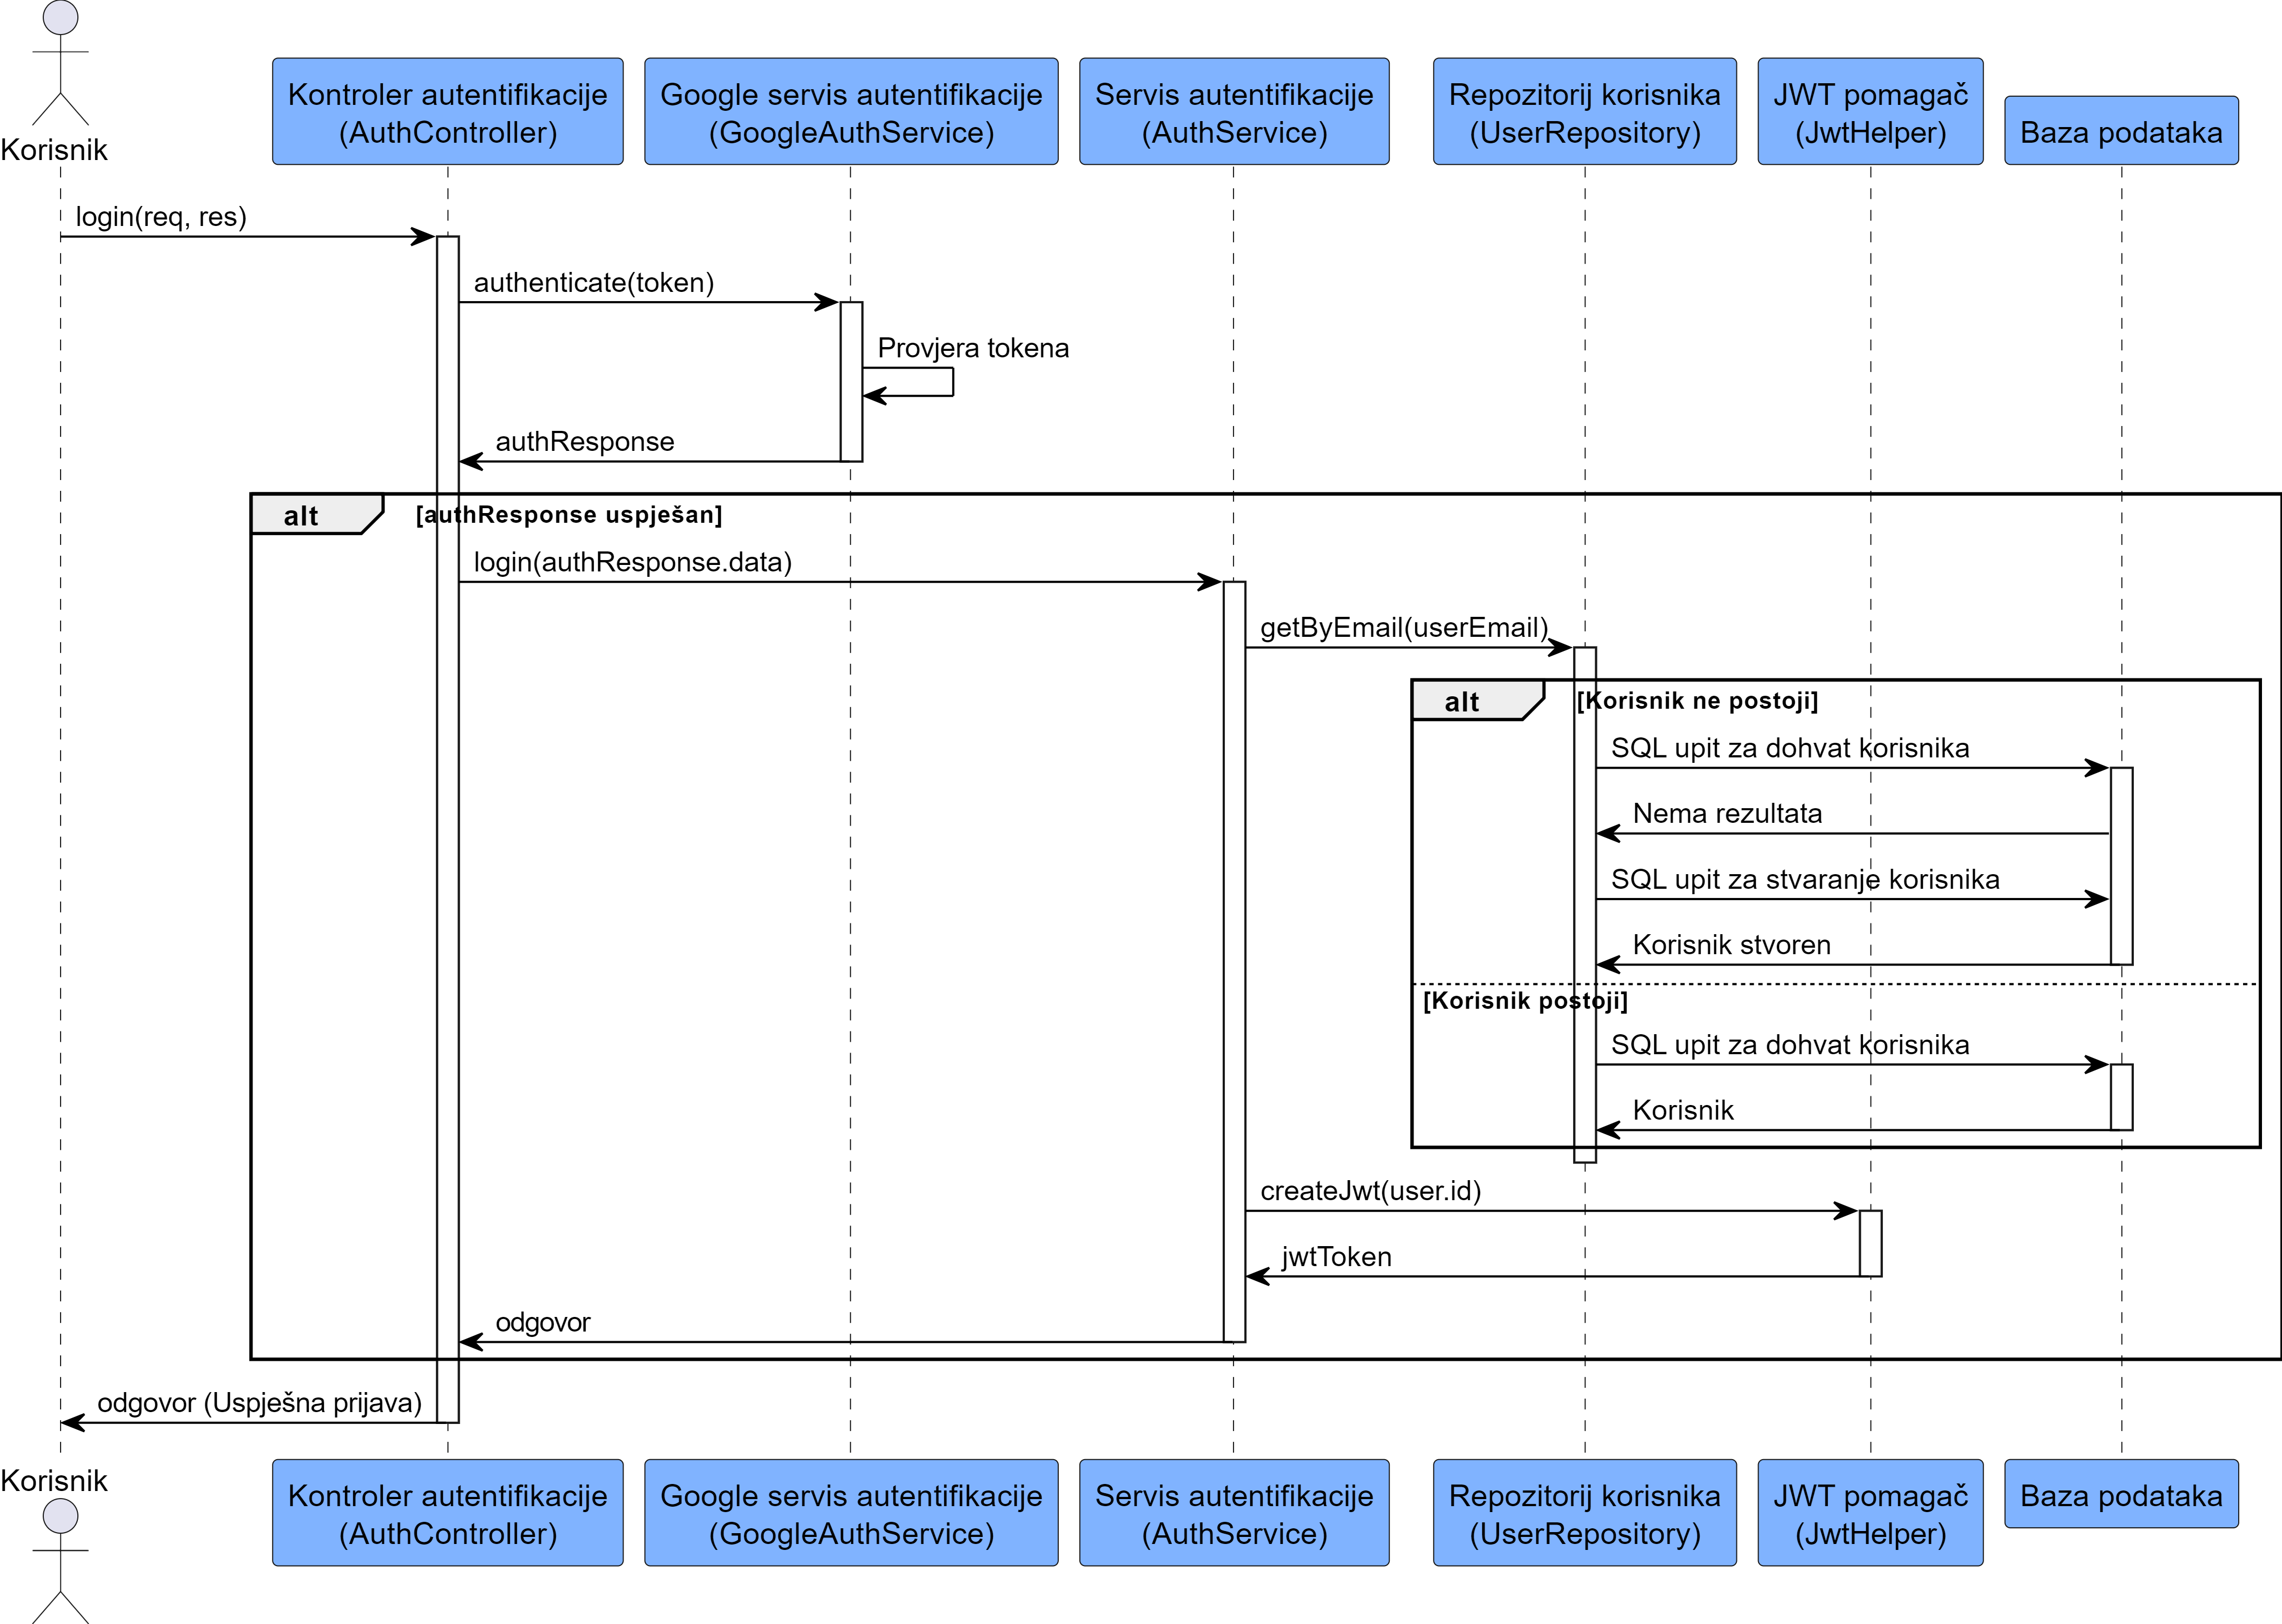 Korisnik
Kontroler autentifikacije
(AuthController)
Google servis autentifikacije
(GoogleAuthService)
Servis autentifikacije
(AuthService)
Repozitorij korisnika
(UserRepository)
JWT pomagač
(JwtHelper)
Baza podataka
login(req, res)
authenticate(token)
Provjera tokena
authResponse
alt
[authResponse uspješan]
login(authResponse.data)
getByEmail(userEmail)
alt
[Korisnik ne postoji]
SQL upit za dohvat korisnika
Nema rezultata
SQL upit za stvaranje korisnika
Korisnik stvoren
[Korisnik postoji]
SQL upit za dohvat korisnika
Korisnik
createJwt(user.id)
jwtToken
odgovor
odgovor (Uspješna prijava)
Korisnik
Kontroler autentifikacije
(AuthController)
Google servis autentifikacije
(GoogleAuthService)
Servis autentifikacije
(AuthService)
Repozitorij korisnika
(UserRepository)
JWT pomagač
(JwtHelper)
Baza podataka